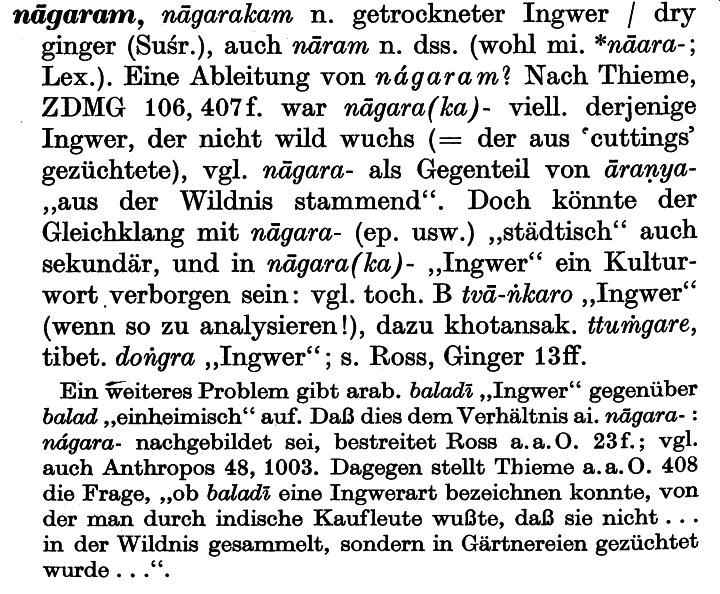 nāgaram, nāgarakam n. getrockneter Ingwer / dry
ginger (Suśr.), auch nāram n. dss. (wohl mi. *nāara-;
Lex.). Eine Ableitung von nágaram? Nach Thieme,
ZDMG 106, 407f. war nāgara(ka)- viell. derjenige
Ingwer, der nicht wild wuchs (= der aus ‘cuttings’
gezüchtete), vgl. nāgara- als Gegenteil von āraṇya-
„aus der Wildnis stammend“. Doch könnte der
Gleichklang mit nāgara- (ep. usw.) „städtisch“ auch
sekundär, und in nāgara(ka)- „Ingwer“ ein Kultur-
wort verborgen sein: vgl. toch. B tvā-ṅkaro „Ingwer“
(wenn so zu analysieren!), dazu khotansak. ttuṁgare,
tibet. doṅgra „Ingwer“; s. Ross, Ginger 13ff.
Ein weiteres Problem gibt arab. baladī „Ingwer“ gegenüber
balad „einheimisch“ auf. Daß dies dem Verhältnis ai. nāgara- :
nágara- nachgebildet sei, bestreitet Ross a.a.O. 23f.; vgl.
auch Anthropos 48, 1003. Dagegen stellt Thieme a.a.O. 408
die Frage, „ob baladī eine Ingwerart bezeichnen konnte, von
der man durch indische Kaufleute wußte, daß sie nicht . . .
in der Wildnis gesammelt, sondern in Gärtnereien gezüchtet
wurde . . .“.